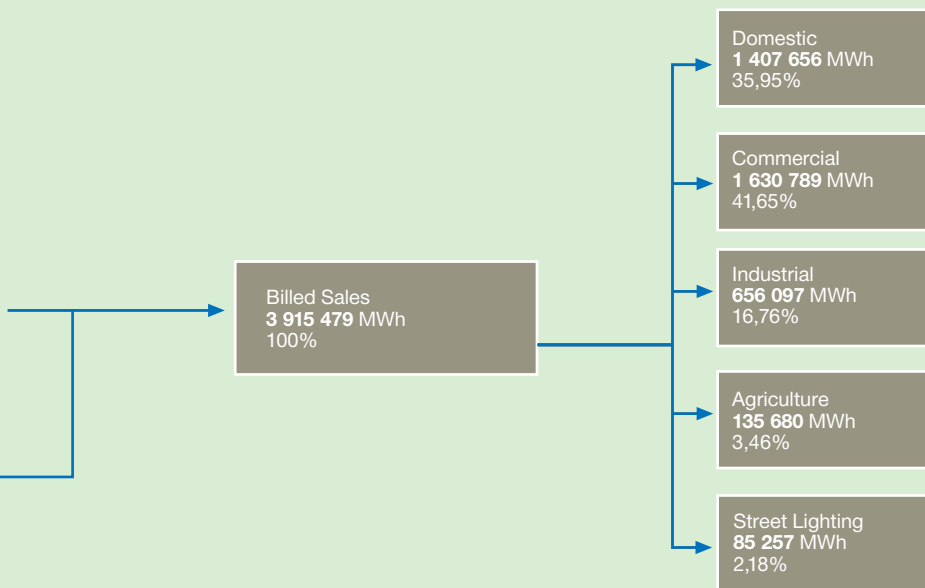 Domestic
1 407 656 MWh
35,95%
Commercial
1 630 789 MWh
41,65%
Billed Sales
3 915 479 MWh
100%
Industrial
656 097 MWh
16,76%
Agriculture
135 680 MWh
3,46%
Street Lighting
85 257 MWh
2,18%